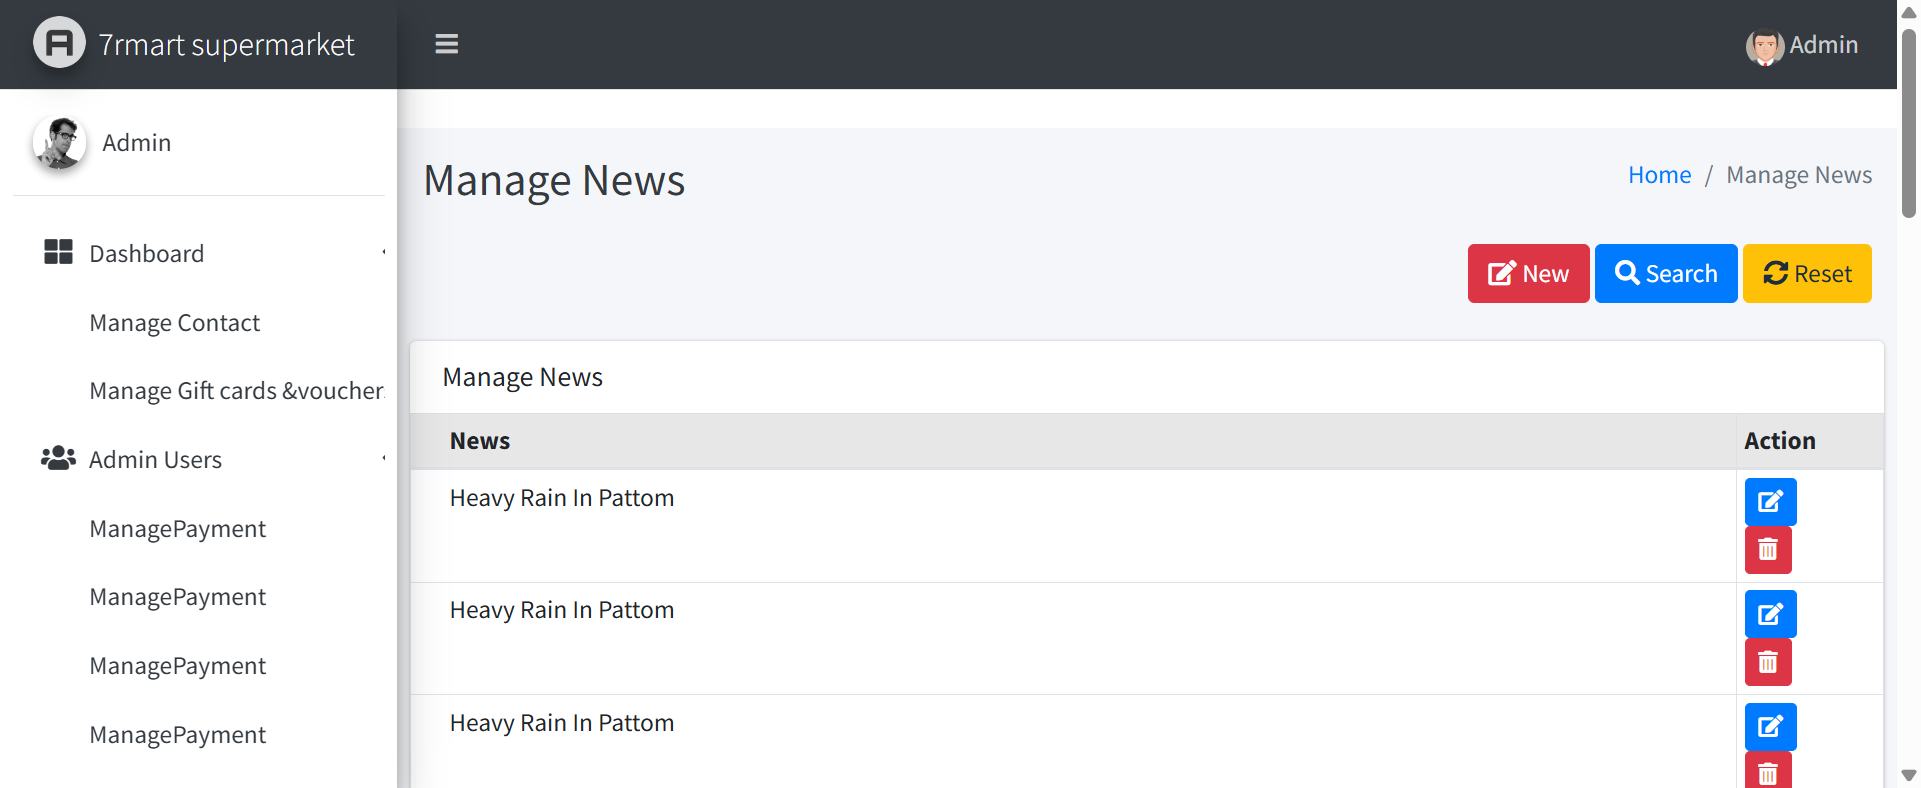 7rmart supermarket
Admin
Admin
Manage News
Home / Manage News
Dashboard
New
Search
Reset
Manage Contact
Manage Gift cards &voucher
Manage News
News
Action
Admin Users
Heavy Rain In Pattom
ManagePayment
ManagePayment
Heavy Rain In Pattom
ManagePayment
Heavy Rain In Pattom
ManagePayment